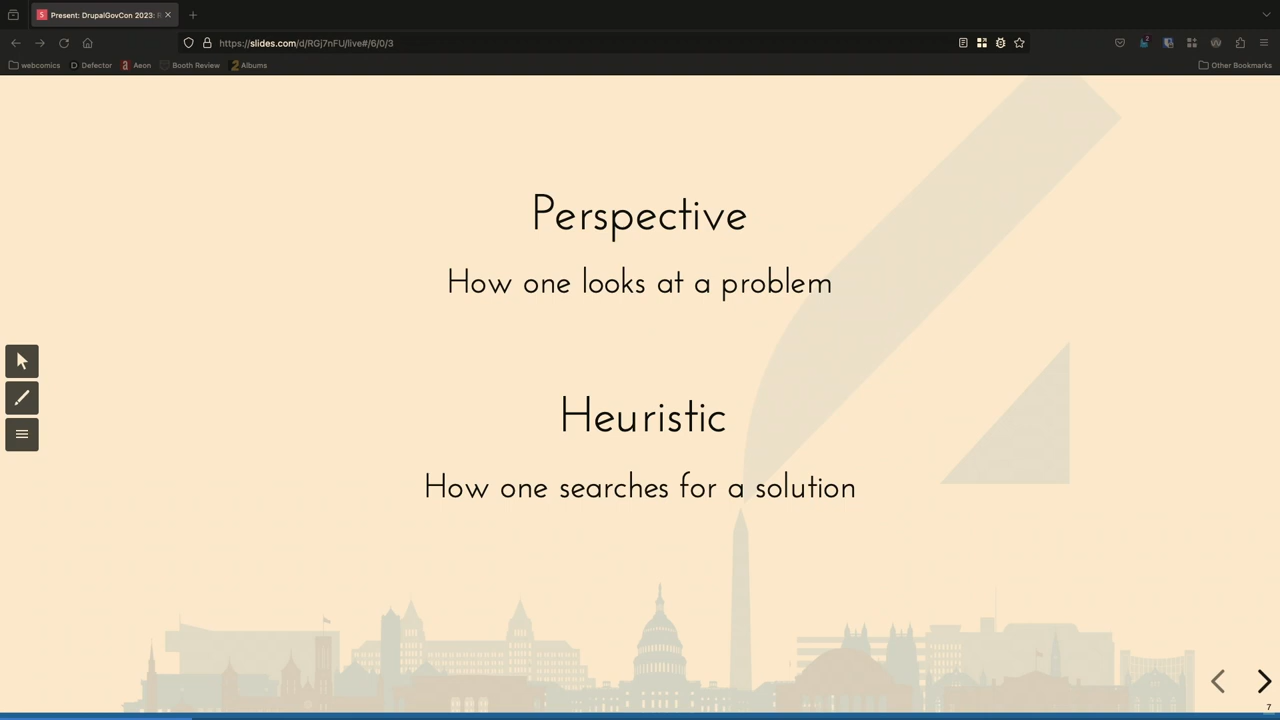 Present: DrupalGovCon 2023:
https://slides.com/d/RGj7nFU/live#/6/0/3
webcomics
Defector
Aeon
Booth Review
Albums
Other Bookmarks
Perspective
How one looks at a problem
Heuristic
How one searches for a solution
7